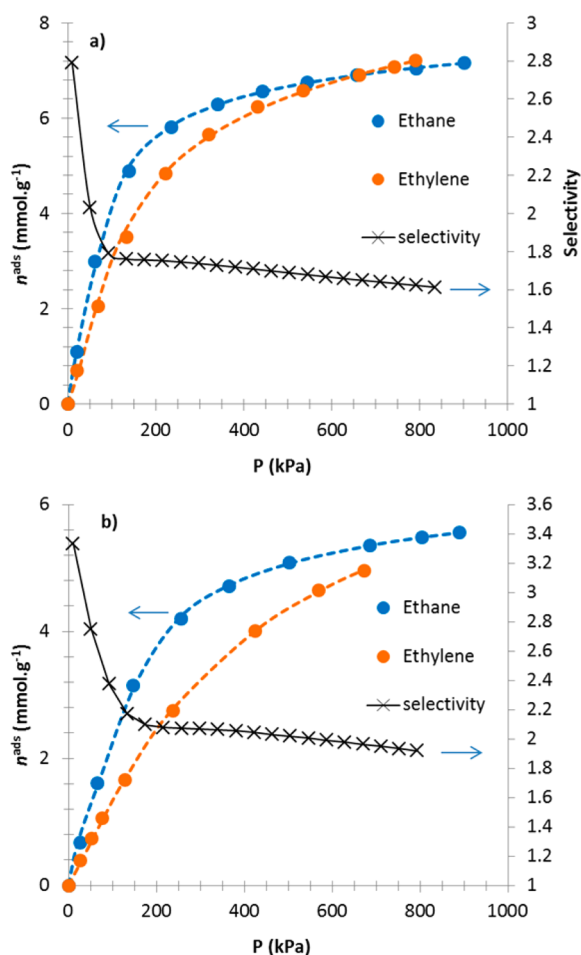 a)
8
6
4
2
0
nads (mmol.g-1)
3
2.8
2.6
2.4
2.2
2
1.8
1.6
1.4
1.2
1
Selectivity
Ethane
Ethylene
selectivity
0 200 400 600 800 1000
P (kPa)
b)
6
4
2
0
nads (mmol.g-1)
3.6
3.4
3.2
3
2.8
2.6
2.4
2.2
2
1.8
1.6
1.4
1.2
1
Ethane
Ethylene
selectivity
0 200 400 600 800 1000
P (kPa)